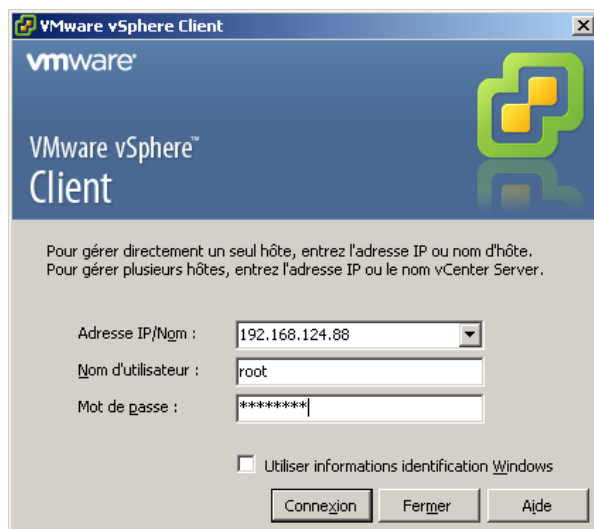 VMware vSphere Client
vmware®
VMware vSphere™
Client
Pour gérer directement un seul hôte, entrez l'adresse IP ou nom d'hôte.
Pour gérer plusieurs hôtes, entrez l'adresse IP ou le nom vCenter Server.
Adresse IP/Nom : 192.168.124.88
Nom d'utilisateur : root
Mot de passe : ********
Utiliser informations identification Windows
Connexion Fermer Aide